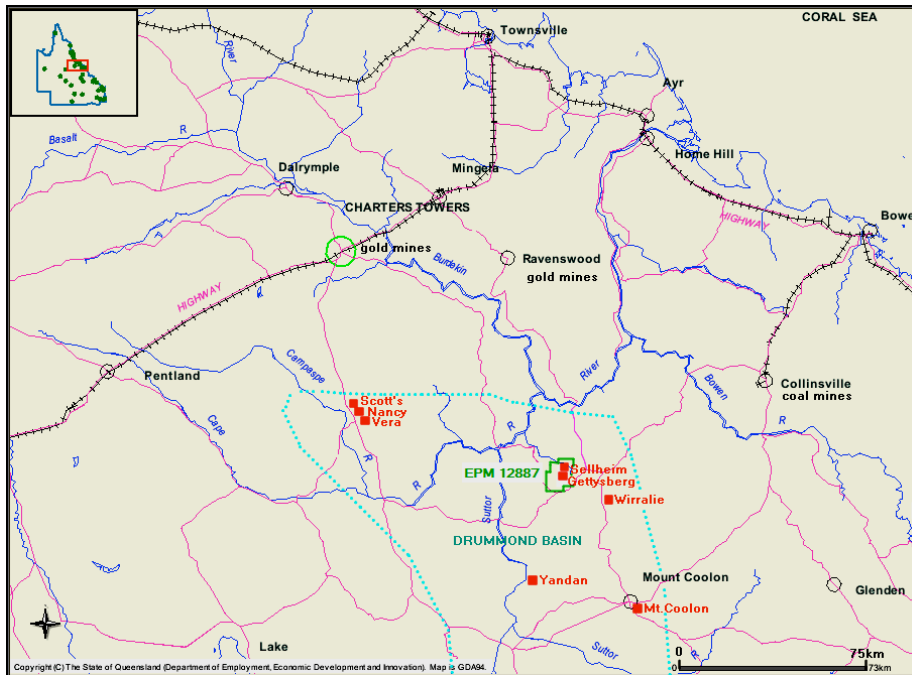 CORAL SEA
Townsville
River
Ayr
R
Basalt
Home Hill
Dalrymple
Mingela
CHARTERS TOWERS
HIGHWAY
Bowe
gold mines
R
Burdekin
Ravenswood
gold mines
HIGHWAY
Campaspe
River
Pentland
Bowen
Collinsville
coal mines
Cape
Scott's
Nancy
Vera
R
R
R
EPM 12887
Sellheim
Gettysberg
R
R
Suttor
Wirralie
DRUMMOND BASIN
Yandan
Mount Coolon
Glenden
Mt.Coolon
Lake
Suttor
R
0
75km
73km
Copyright (C) The State of Queensland (Department of Employment, Economic Development and Innovation). Map is GDA94.